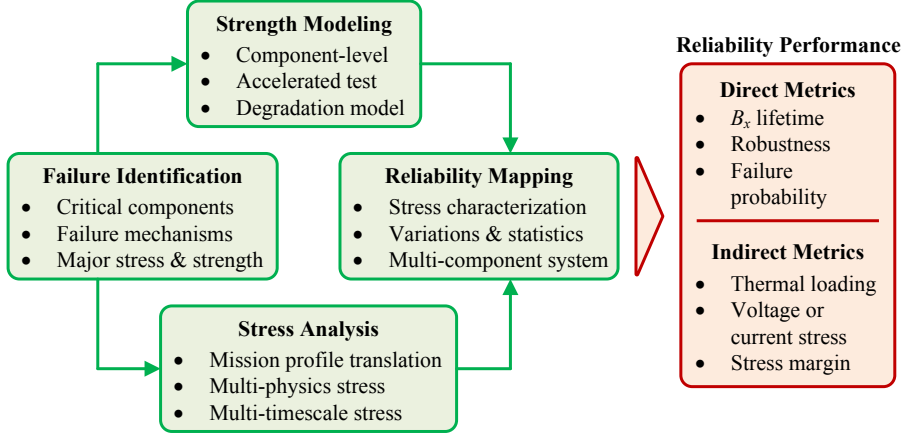 Strength Modeling
• Component-level
• Accelerated test
• Degradation model
Failure Identification
• Critical components
• Failure mechanisms
• Major stress & strength
Stress Analysis
• Mission profile translation
• Multi-physics stress
• Multi-timescale stress
Reliability Mapping
• Stress characterization
• Variations & statistics
• Multi-component system
Reliability Performance
Direct Metrics
• Bx lifetime
• Robustness
• Failure
probability
Indirect Metrics
• Thermal loading
• Voltage or
current stress
• Stress margin